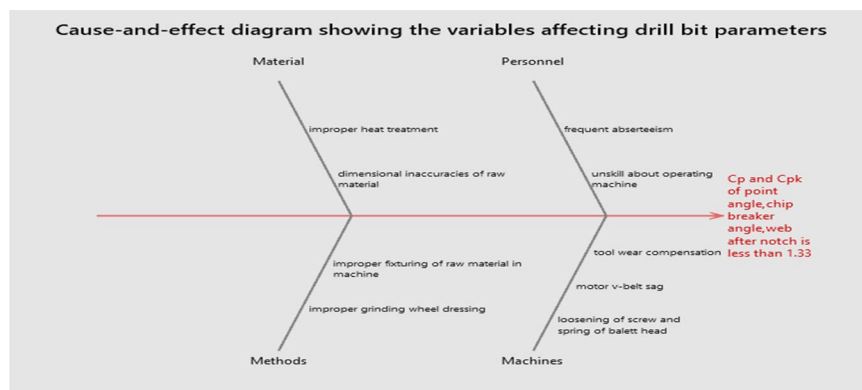 Cause-and-effect diagram showing the variables affecting drill bit parameters
Material
Personnel
improper heat treatment
frequent abserteeism
dimensional inaccuracies of raw
material
unskill about operating
machine
Cp and Cpk
of point
angle,chip
breaker
angle,web
after notch is
less than 1.33
improper fixturing of raw material in
machine
tool wear compensation
improper grinding wheel dressing
motor v-belt sag
loosening of screw and
spring of balett head
Methods
Machines